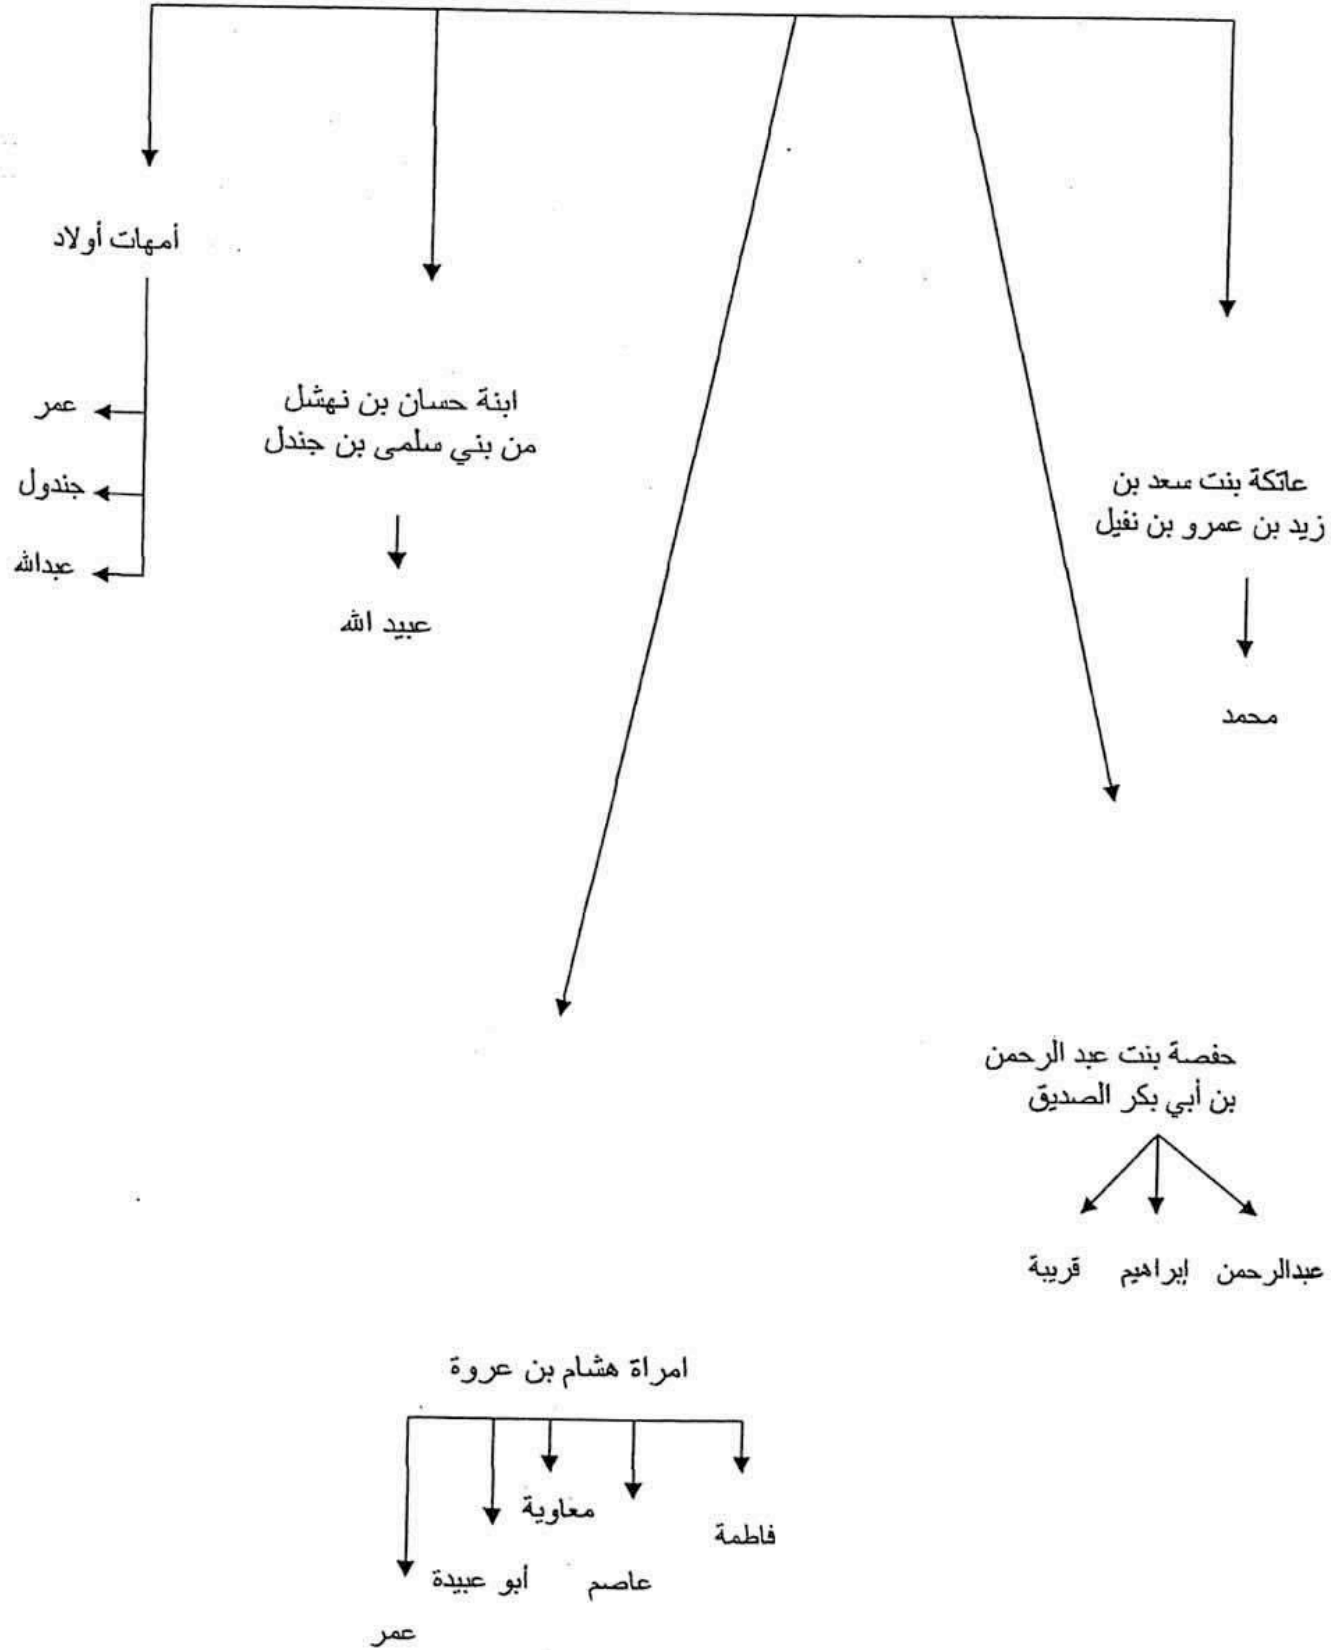 عاتكة بنت سعد بن
زيد بن عمرو بن نفيل
محمد
حفصة بنت عبد الرحمن
بن أبي بكر الصديق
عبدالرحمن
إبراهيم
قريبة
امراة هشام بن عروة
فاطمة
عاصم
معاوية
أبو عبيدة
عمر
ابنة حسان بن نهشل
من بني سلمى بن جندل
عبيد الله
أمهات أولاد
عمر
جندول
عبدالله